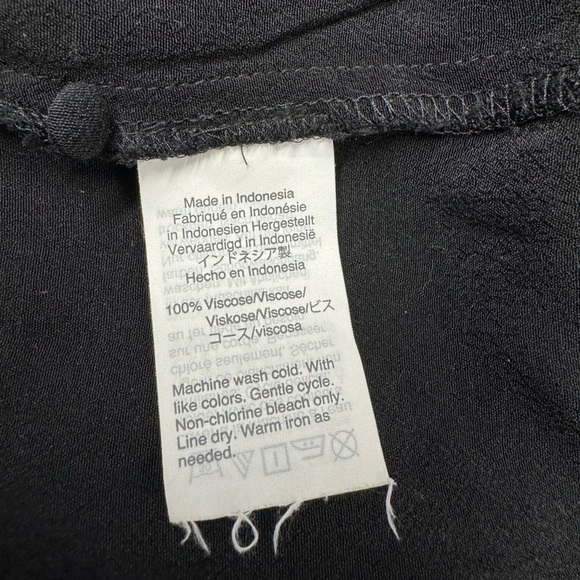 Made in Indonesia
Fabriqué en Indonésie
in Indonesien Hergestellt
Vervaardigd in Indonesië
インドネシア製
Hecho en Indonesia
100% Viscose/Viscose/
Viskose/Viscose/ビス
コース/viscosa
Machine wash cold. With
like colors. Gentle cycle.
Non-chlorine bleach only.
Line dry. Warm iron as
needed.